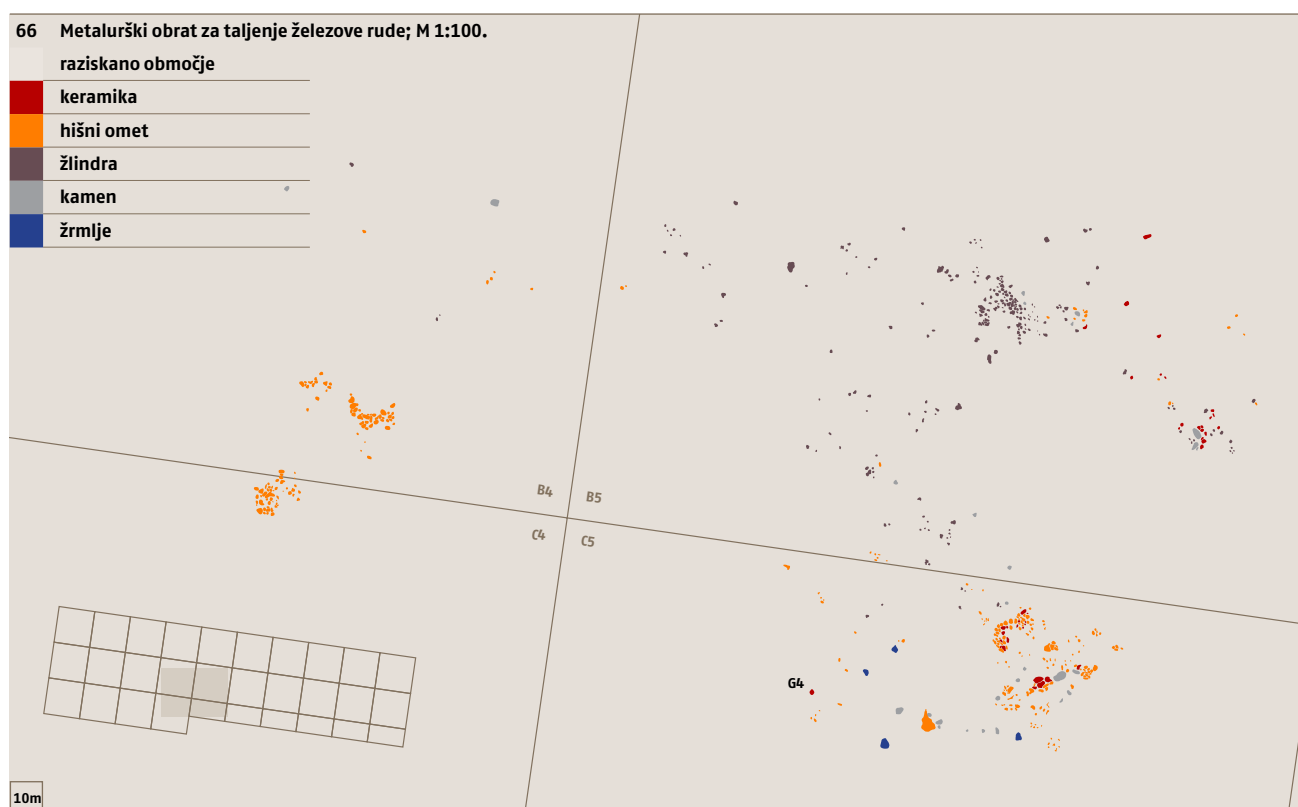 66 Metalurški obrat za taljenje železove rude; M 1:100.
raziskano območje
keramika
hišni omet
žlindra
kamen
žrmlje
B4 B5
C4 C5
G4
10m